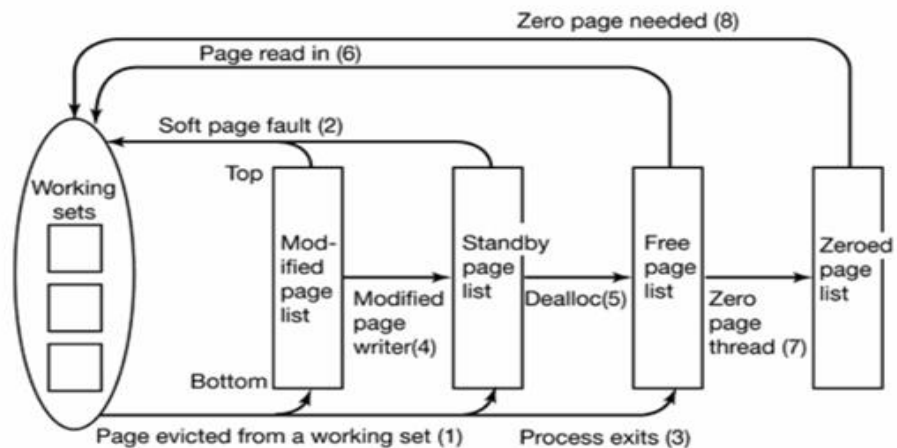 Zero page needed (8)
Page read in (6)
Soft page fault (2)
Top
Working
sets
Mod-
ified
page
list
Standby
page
list
Free
page
list
Zeroed
page
list
Modified
page
writer(4)
Dealloc(5)
Zero
page
thread (7)
Bottom
Page evicted from a working set (1)
Process exits (3)